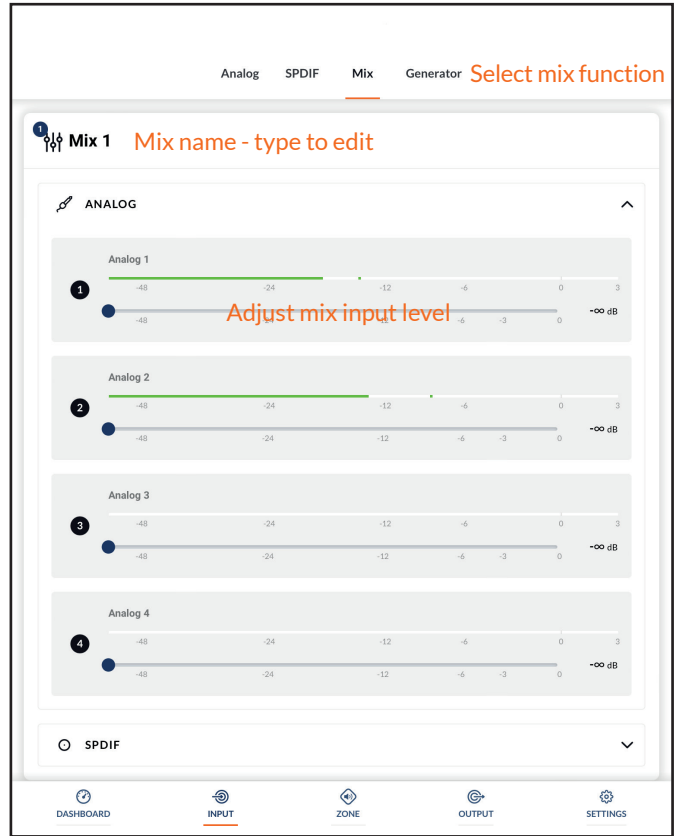 Analog SPDIF Mix Generator Select mix function
1 Mix 1 Mix name - type to edit
ANALOG
Analog 1
1
-48 -24 -12 -6 0 3
Adjust mix input level
-∞ dB
-48 -24 -12 -6 -3 0
Analog 2
2
-48 -24 -12 -6 0 3
-∞ dB
-48 -24 -12 -6 -3 0
Analog 3
3
-48 -24 -12 -6 0 3
-∞ dB
-48 -24 -12 -6 -3 0
Analog 4
4
-48 -24 -12 -6 0 3
-∞ dB
-48 -24 -12 -6 -3 0
SPDIF
DASHBOARD INPUT ZONE OUTPUT SETTINGS